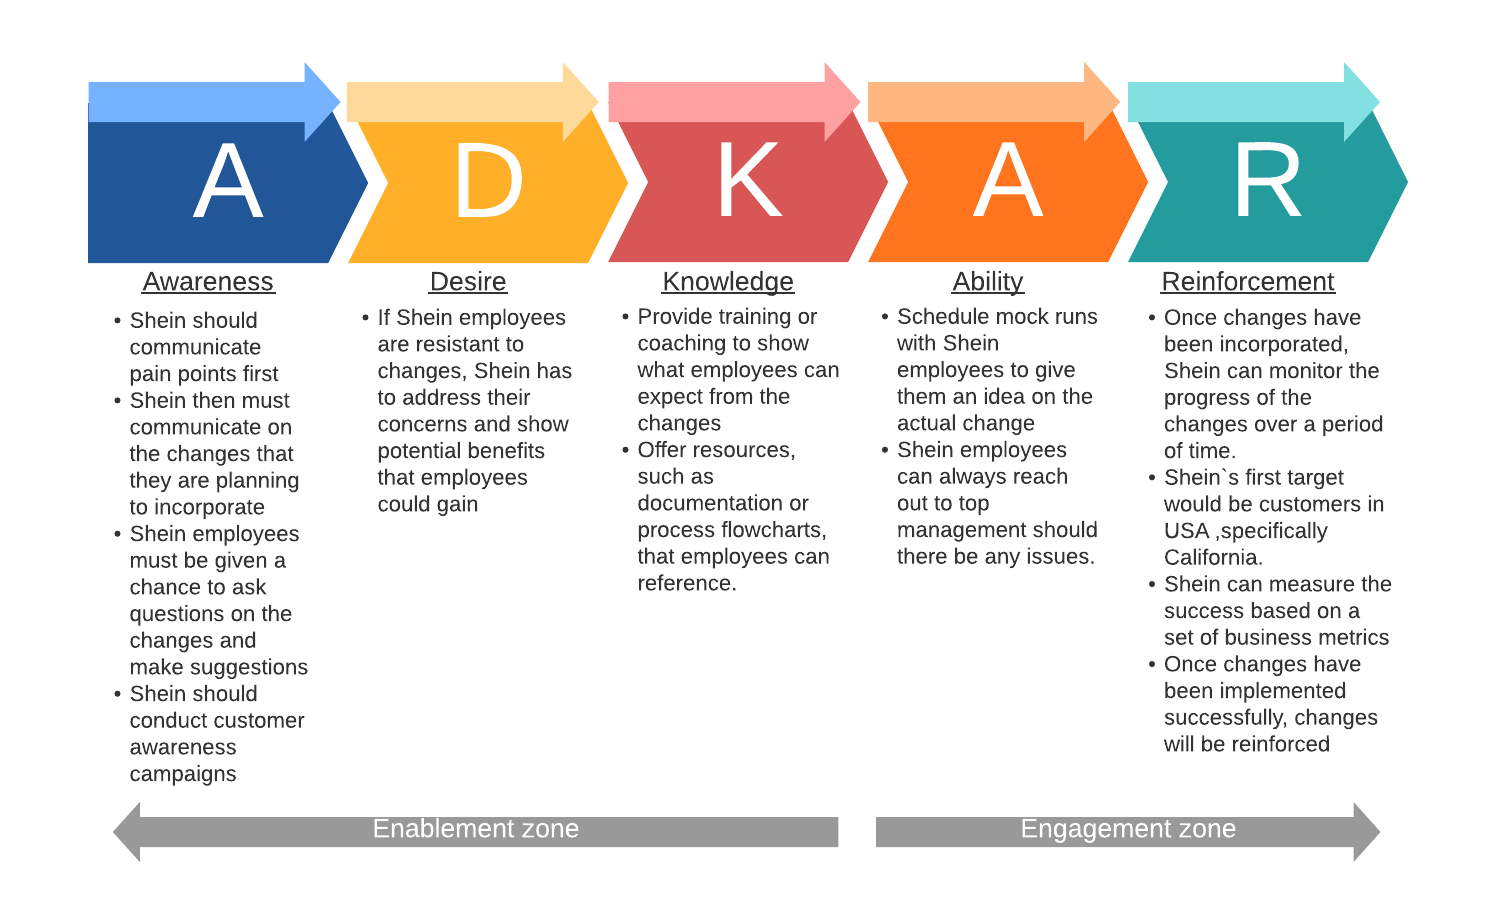 A
D
K
A
R
Awareness
• Shein should
communicate
pain points first
• Shein then must
communicate on
the changes that
they are planning
to incorporate
• Shein employees
must be given a
chance to ask
questions on the
changes and
make suggestions
• Shein should
conduct customer
awareness
campaigns
Desire
• If Shein employees
are resistant to
changes, Shein has
to address their
concerns and show
potential benefits
that employees
could gain
Knowledge
• Provide training or
coaching to show
what employees can
expect from the
changes
• Offer resources,
such as
documentation or
process flowcharts,
that employees can
reference.
Ability
• Schedule mock runs
with Shein
employees to give
them an idea on the
actual change
• Shein employees
can always reach
out to top
management should
there be any issues.
Reinforcement
• Once changes have
been incorporated,
Shein can monitor the
progress of the
changes over a period
of time.
• Shein`s first target
would be customers in
USA ,specifically
California.
• Shein can measure the
success based on a
set of business metrics
• Once changes have
been implemented
successfully, changes
will be reinforced
Enablement zone
Engagement zone